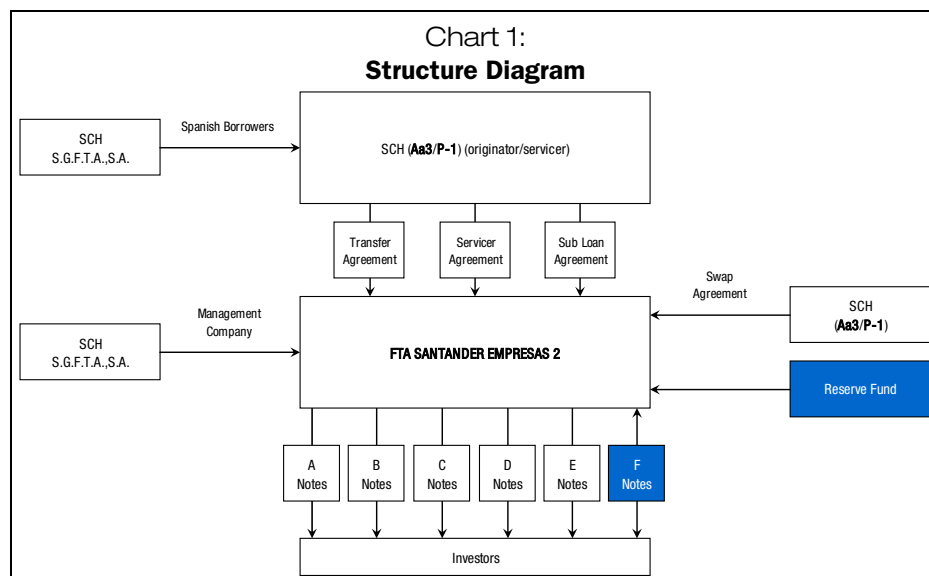 Chart 1:
Structure Diagram
SCH
S.G.F.T.A.,S.A.
Spanish Borrowers
SCH (Aa3/P-1) (originator/servicer)
Transfer
Agreement
Servicer
Agreement
Sub Loan
Agreement
Swap
Agreement
SCH
(Aa3/P-1)
Management
Company
SCH
S.G.F.T.A.,S.A.
FTA SANTANDER EMPRESAS 2
Reserve Fund
A
Notes
B
Notes
C
Notes
D
Notes
E
Notes
F
Notes
Investors